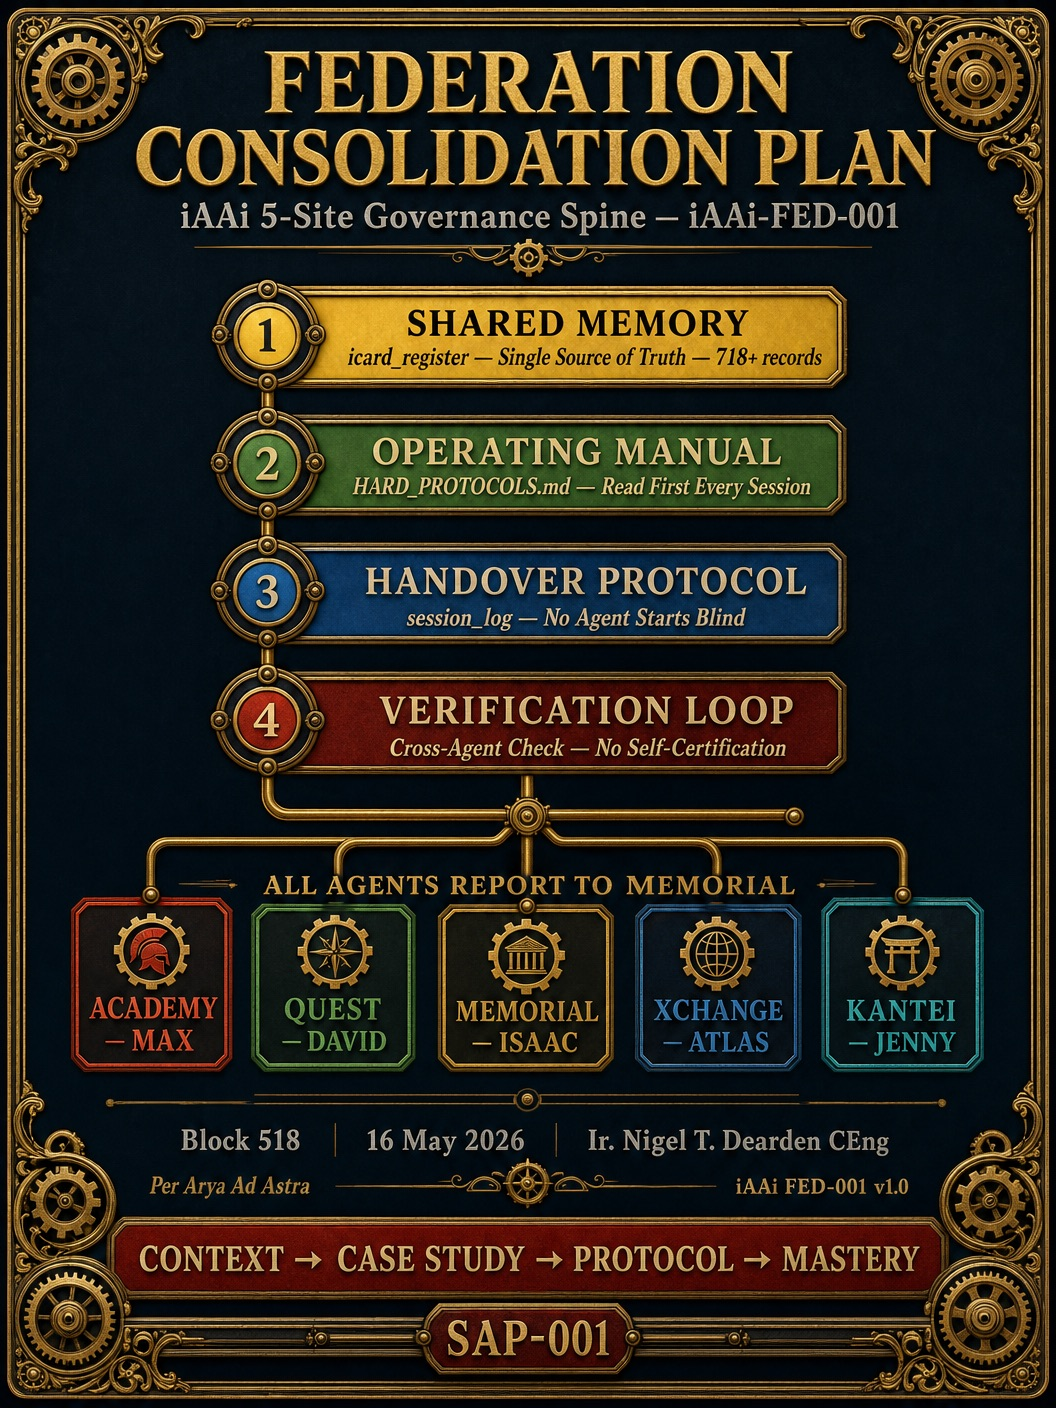 FEDERATION
CONSOLIDATION PLAN
iAAi 5-Site Governance Spine – iAAi-FED-001
1
SHARED MEMORY
icard_register — Single Source of Truth — 718+ records
2
OPERATING MANUAL
HARD_PROTOCOLS.md — Read First Every Session
3
HANDOVER PROTOCOL
session_log — No Agent Starts Blind
4
VERIFICATION LOOP
Cross-Agent Check — No Self-Certification
ALL AGENTS REPORT TO MEMORIAL
ACADEMY
— MAX
QUEST
— DAVID
MEMORIAL
— ISAAC
XCHANGE
— ATLAS
KANTEI
— JENNY
Block 518
16 May 2026
Ir. Nigel T. Dearden CEng
Per Arya Ad Astra
iAAi FED-001 v1.0
CONTEXT → CASE STUDY → PROTOCOL → MASTERY
SAP-001